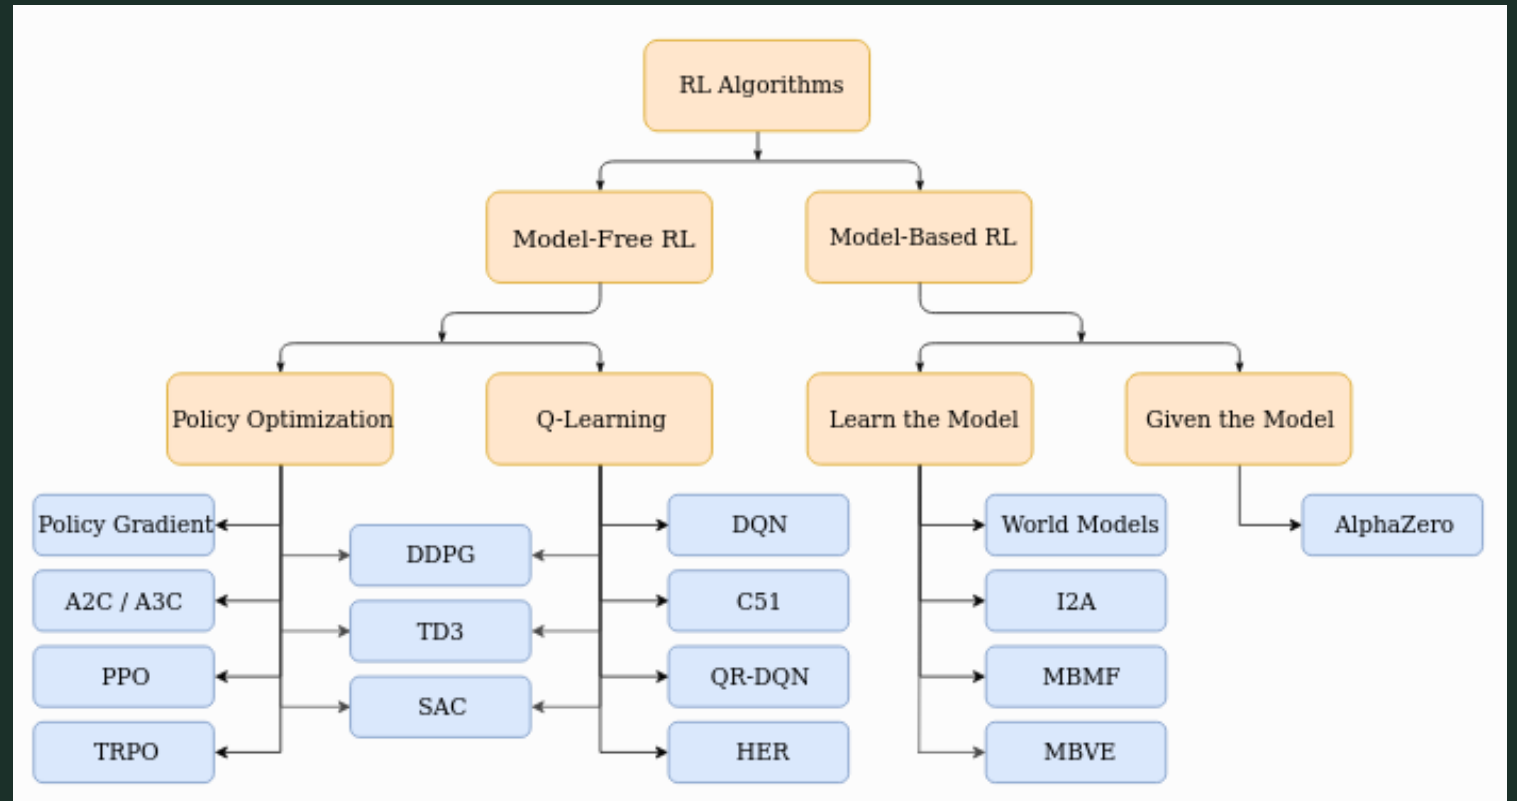 RL Algorithms
Model-Free RL
Model-Based RL
Policy Optimization
Q-Learning
Learn the Model
Given the Model
Policy Gradient
DQN
World Models
AlphaZero
DDPG
A2C / A3C
C51
I2A
TD3
PPO
QR-DQN
MBMF
SAC
TRPO
HER
MBVE